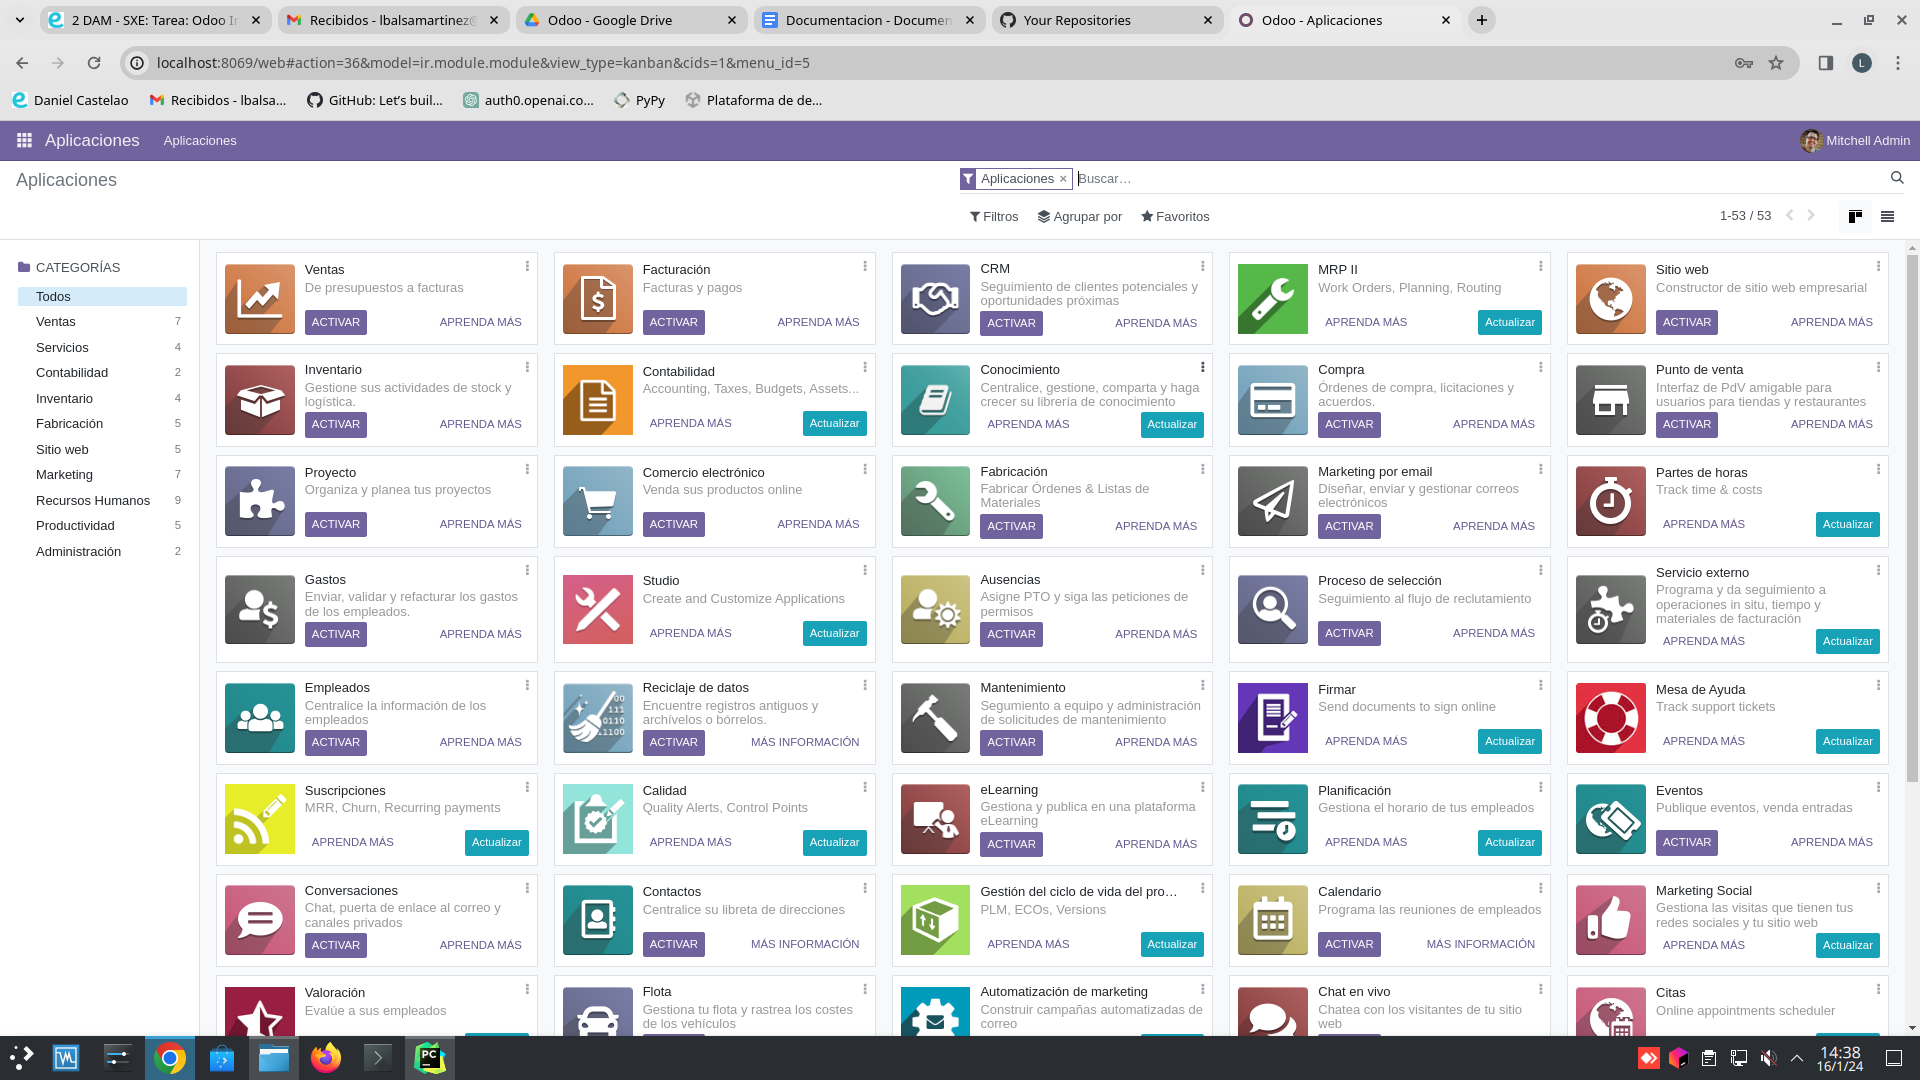 2 DAM - SXE: Tarea: Odoo I
Recibidos - lbalsamartinez@
Odoo - Google Drive
Documentacion - Documen
Your Repositories
Odoo - Aplicaciones
localhost:8069/web#action=36&model=ir.module.module&view_type=kanban&cids=1&menu_id=5
L
Daniel Castelao
Recibidos - lbalsa...
GitHub: Let's buil...
auth0.openai.co...
PyPy
Plataforma de de...
Aplicaciones
Aplicaciones
Mitchell Admin
Aplicaciones
Aplicaciones ×
Buscar...
Filtros
Agrupar por
Favoritos
1-53 / 53
CATEGORÍAS
Todos
Ventas 7
Servicios 4
Contabilidad 2
Inventario 4
Fabricación 5
Sitio web 5
Marketing 7
Recursos Humanos 9
Productividad 5
Administración 2
Ventas
De presupuestos a facturas
ACTIVAR APRENDA MÁS
Facturación
Facturas y pagos
ACTIVAR APRENDA MÁS
CRM
Seguimiento de clientes potenciales y
oportunidades próximas
ACTIVAR APRENDA MÁS
MRP II
Work Orders, Planning, Routing
APRENDA MÁS Actualizar
Sitio web
Constructor de sitio web empresarial
ACTIVAR APRENDA MÁS
Inventario
Gestione sus actividades de stock y
logística.
ACTIVAR APRENDA MÁS
Contabilidad
Accounting, Taxes, Budgets, Assets...
APRENDA MÁS Actualizar
Conocimiento
Centralice, gestione, comparta y haga
crecer su librería de conocimiento
APRENDA MÁS Actualizar
Compra
Órdenes de compra, licitaciones y
acuerdos.
ACTIVAR APRENDA MÁS
Punto de venta
Interfaz de PdV amigable para
usuarios para tiendas y restaurantes
ACTIVAR APRENDA MÁS
Proyecto
Organiza y planea tus proyectos
ACTIVAR APRENDA MÁS
Comercio electrónico
Venda sus productos online
ACTIVAR APRENDA MÁS
Fabricación
Fabricar Órdenes & Listas de
Materiales
ACTIVAR APRENDA MÁS
Marketing por email
Diseñar, enviar y gestionar correos
electrónicos
ACTIVAR APRENDA MÁS
Partes de horas
Track time & costs
APRENDA MÁS Actualizar
Gastos
Enviar, validar y refacturar los gastos
de los empleados.
ACTIVAR APRENDA MÁS
Studio
Create and Customize Applications
APRENDA MÁS Actualizar
Ausencias
Asigne PTO y siga las peticiones de
permisos
ACTIVAR APRENDA MÁS
Proceso de selección
Seguimiento al flujo de reclutamiento
ACTIVAR APRENDA MÁS
Servicio externo
Programa y da seguimiento a
operaciones in situ, tiempo y
materiales de facturación
APRENDA MÁS Actualizar
Empleados
Centralice la información de los
empleados
ACTIVAR APRENDA MÁS
Reciclaje de datos
Encuentre registros antiguos y
archívelos o bórrelos.
ACTIVAR MÁS INFORMACIÓN
Mantenimiento
Segumiento a equipo y administración
de solicitudes de mantenimiento
ACTIVAR APRENDA MÁS
Firmar
Send documents to sign online
APRENDA MÁS Actualizar
Mesa de Ayuda
Track support tickets
APRENDA MÁS Actualizar
Suscripciones
MRR, Churn, Recurring payments
APRENDA MÁS Actualizar
Calidad
Quality Alerts, Control Points
APRENDA MÁS Actualizar
eLearning
Gestiona y publica en una plataforma
eLearning
ACTIVAR APRENDA MÁS
Planificación
Gestiona el horario de tus empleados
APRENDA MÁS Actualizar
Eventos
Publique eventos, venda entradas
ACTIVAR APRENDA MÁS
Conversaciones
Chat, puerta de enlace al correo y
canales privados
ACTIVAR APRENDA MÁS
Contactos
Centralice su libreta de direcciones
ACTIVAR MÁS INFORMACIÓN
Gestión del ciclo de vida del pro...
PLM, ECOs, Versions
APRENDA MÁS Actualizar
Calendario
Programa las reuniones de empleados
ACTIVAR MÁS INFORMACIÓN
Marketing Social
Gestiona las visitas que tienen tus
redes sociales y tu sitio web
APRENDA MÁS Actualizar
Valoración
Evalúe a sus empleados
Flota
Gestiona tu flota y rastrea los costes
de los vehículos
Automatización de marketing
Construir campañas automatizadas de
correo
Chat en vivo
Chatea con los visitantes de tu sitio
web
Citas
Online appointments scheduler
PC
14:38
16/1/24